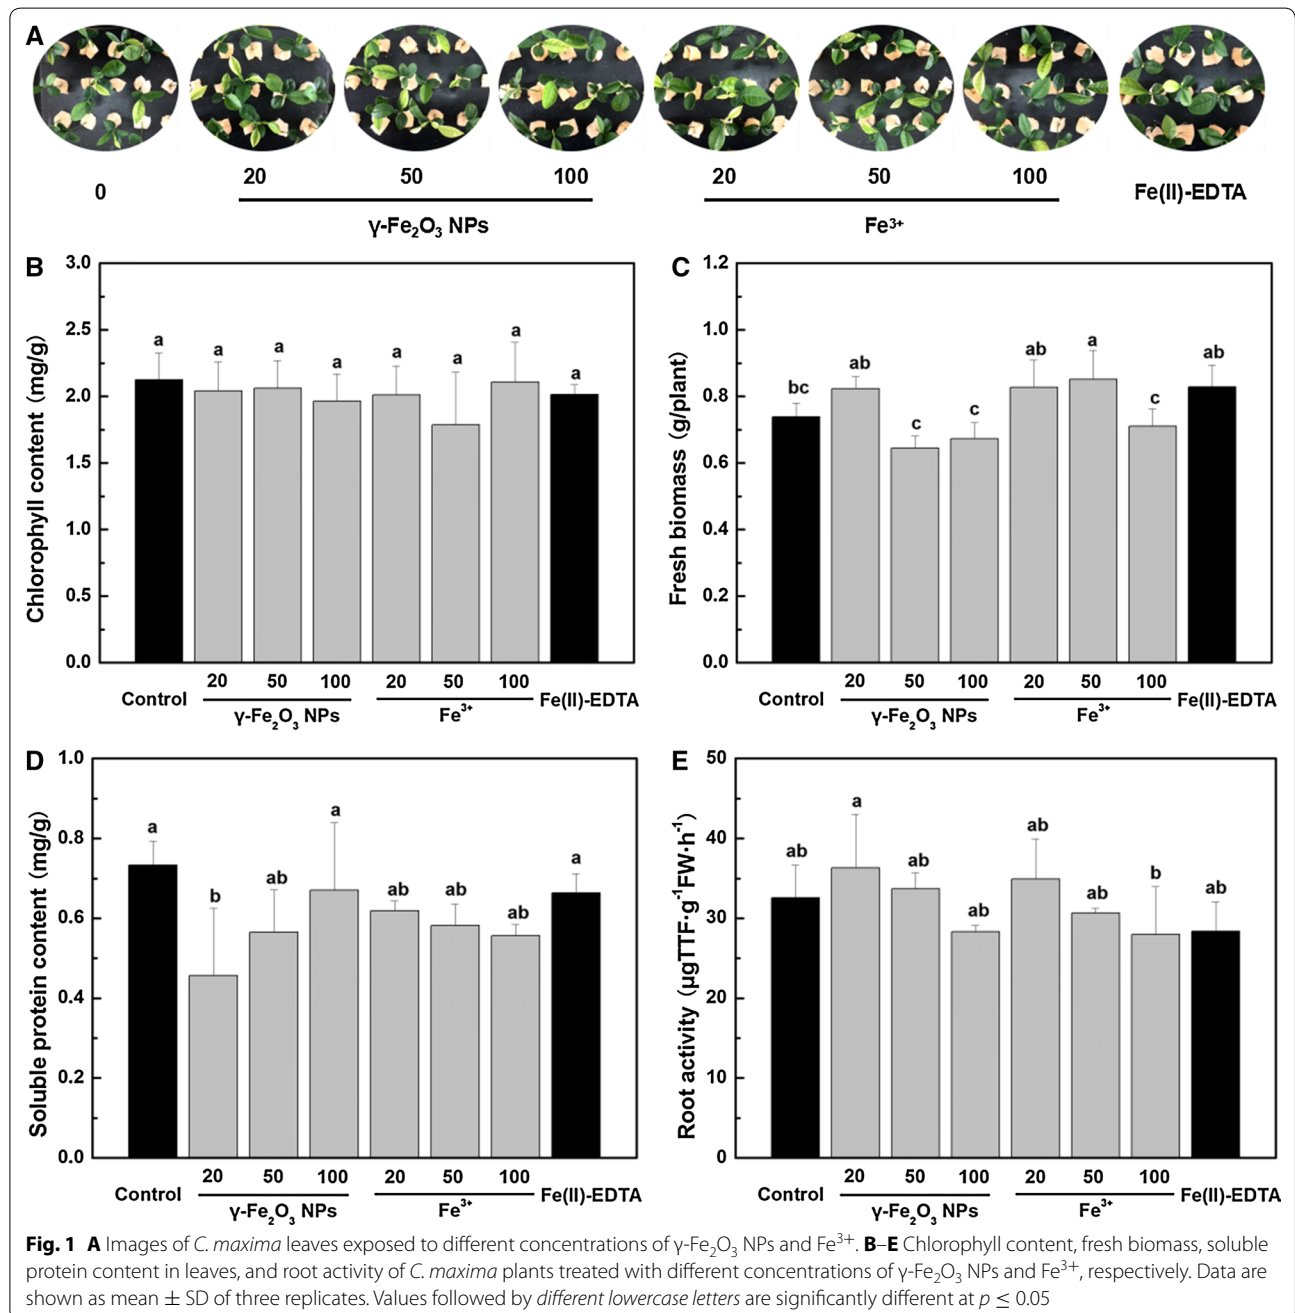 A
0
20 50 100
γ-Fe₂O₃ NPs
20 50 100
Fe³⁺
Fe(II)-EDTA
B
Chlorophyll content (mg/g)
3.0
2.5
2.0
1.5
1.0
0.5
0.0
a a a a a a a a
20 50 100 20 50 100
Control γ-Fe₂O₃ NPs Fe³⁺ Fe(II)-EDTA
C
Fresh biomass (g/plant)
1.2
1.0
0.8
0.6
0.4
0.2
0.0
bc ab c c ab a c ab
20 50 100 20 50 100
Control γ-Fe₂O₃ NPs Fe³⁺ Fe(II)-EDTA
D
Soluble protein content (mg/g)
1.0
0.8
0.6
0.4
0.2
0.0
a b ab a ab ab ab a
20 50 100 20 50 100
Control γ-Fe₂O₃ NPs Fe³⁺ Fe(II)-EDTA
E
Root activity (μgTTF·g⁻¹FW·h⁻¹)
50
40
30
20
10
0
ab a ab ab ab ab b ab
20 50 100 20 50 100
Control γ-Fe₂O₃ NPs Fe³⁺ Fe(II)-EDTA
Fig. 1 A Images of C. maxima leaves exposed to different concentrations of γ-Fe₂O₃ NPs and Fe³⁺. B–E Chlorophyll content, fresh biomass, soluble
protein content in leaves, and root activity of C. maxima plants treated with different concentrations of γ-Fe₂O₃ NPs and Fe³⁺, respectively. Data are
shown as mean ± SD of three replicates. Values followed by different lowercase letters are significantly different at p ≤ 0.05